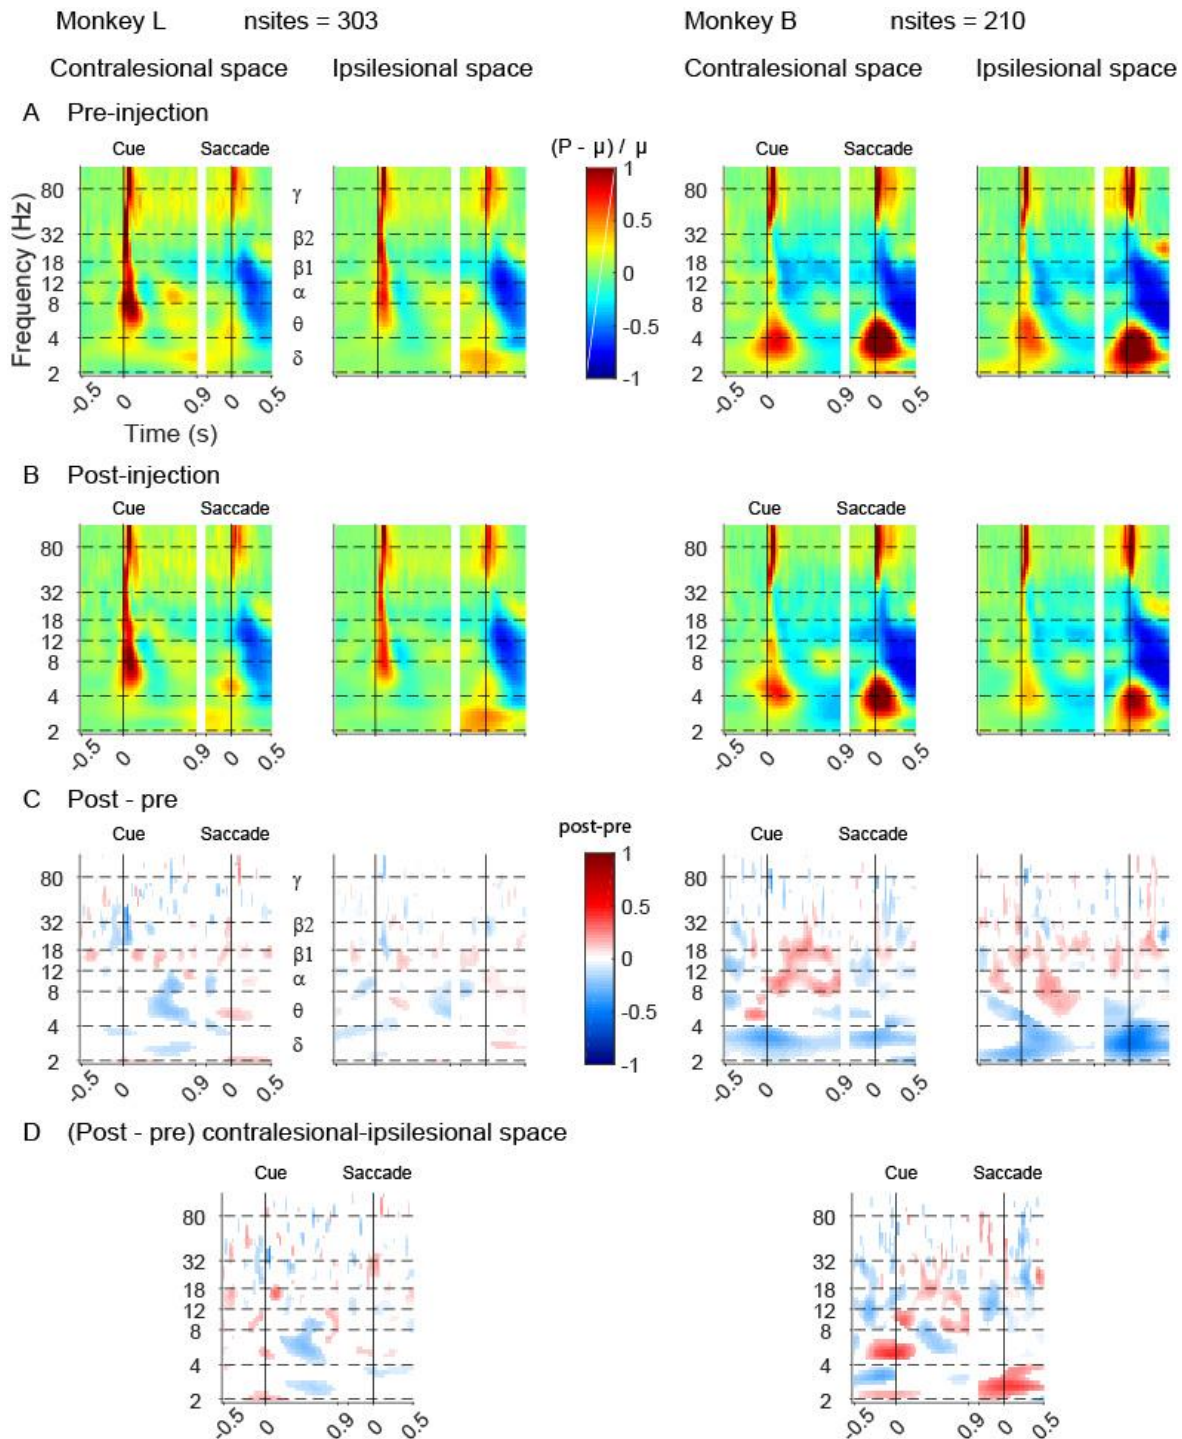 Monkey L nsites = 303 Monkey B nsites = 210
Contralesional space Ipsilesional space Contralesional space Ipsilesional space
A Pre-injection
Cue Saccade (P - μ) / μ Cue Saccade
Frequency (Hz)
80 32 18 12 8 4 2
γ β2 β1 α θ δ
1 0.5 0 -0.5 -1
80 32 18 12 8 4 2
-0.5 0 0.9 0 0.5 -0.5 0 0.9 0 0.5
Time (s)
B Post-injection
Cue Saccade Cue Saccade
80 32 18 12 8 4 2
80 32 18 12 8 4 2
-0.5 0 0.9 0 0.5 -0.5 0 0.9 0 0.5
C Post - pre
Cue Saccade post-pre Cue Saccade
80 32 18 12 8 4 2
γ β2 β1 α θ δ
1 0.5 0 -0.5 -1
80 32 18 12 8 4 2
-0.5 0 0.9 0 0.5 -0.5 0 0.9 0 0.5
D (Post - pre) contralesional-ipsilesional space
Cue Saccade Cue Saccade
80 32 18 12 8 4 2
80 32 18 12 8 4 2
-0.5 0 0.9 0 0.5 -0.5 0 0.9 0 0.5